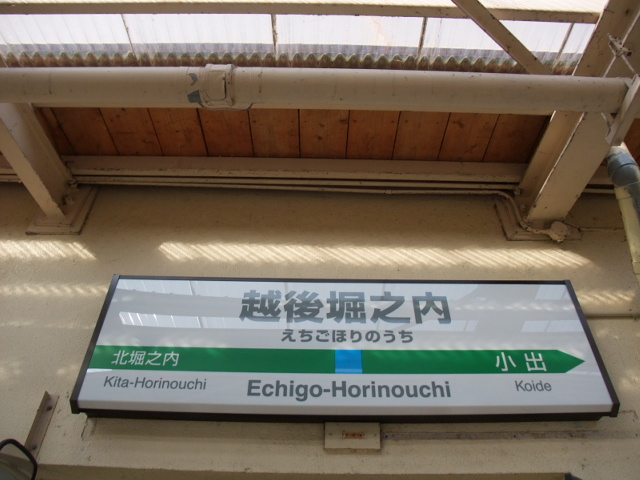 越後堀之内
えちごほりのうち
北堀之内
小出
Kita-Horinouchi
Echigo-Horinouchi
Koide